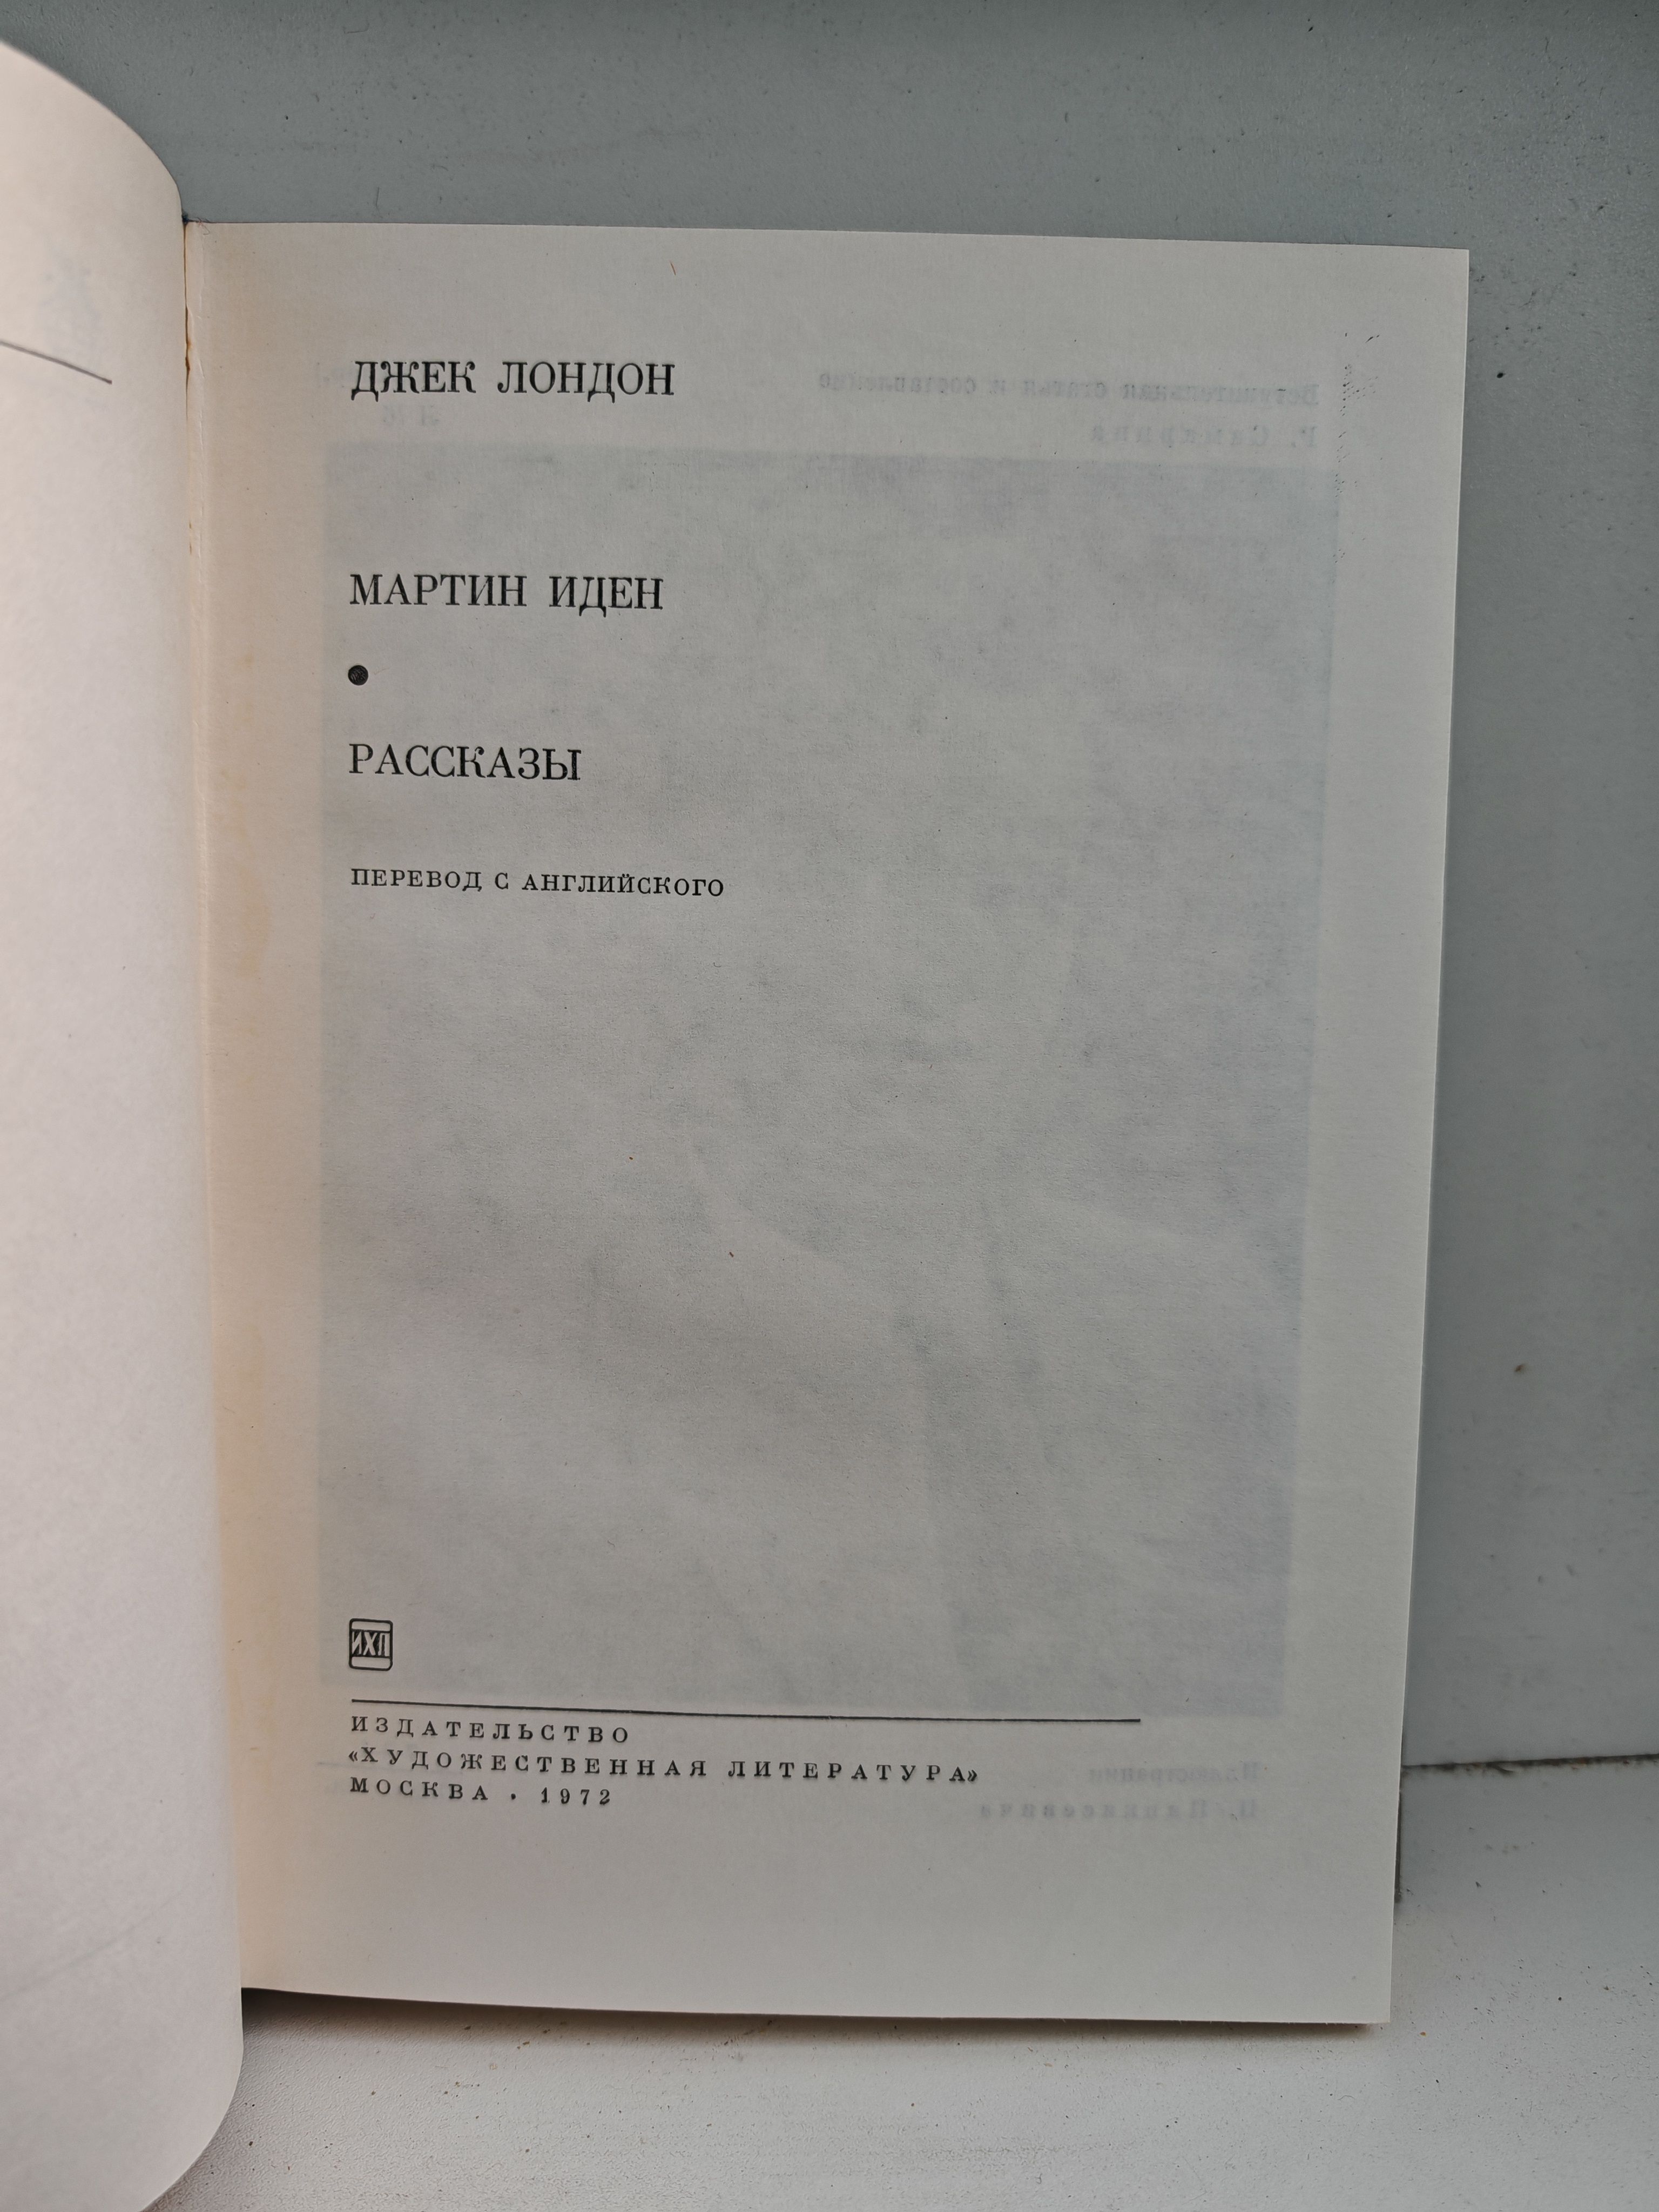 ДЖЕК ЛОНДОН
МАРТИН ИДЕН
•
РАССКАЗЫ
ПЕРЕВОД С АНГЛИЙСКОГО
ИХЛ
ИЗДАТЕЛЬСТВО
«ХУДОЖЕСТВЕННАЯ ЛИТЕРАТУРА»
МОСКВА • 1972